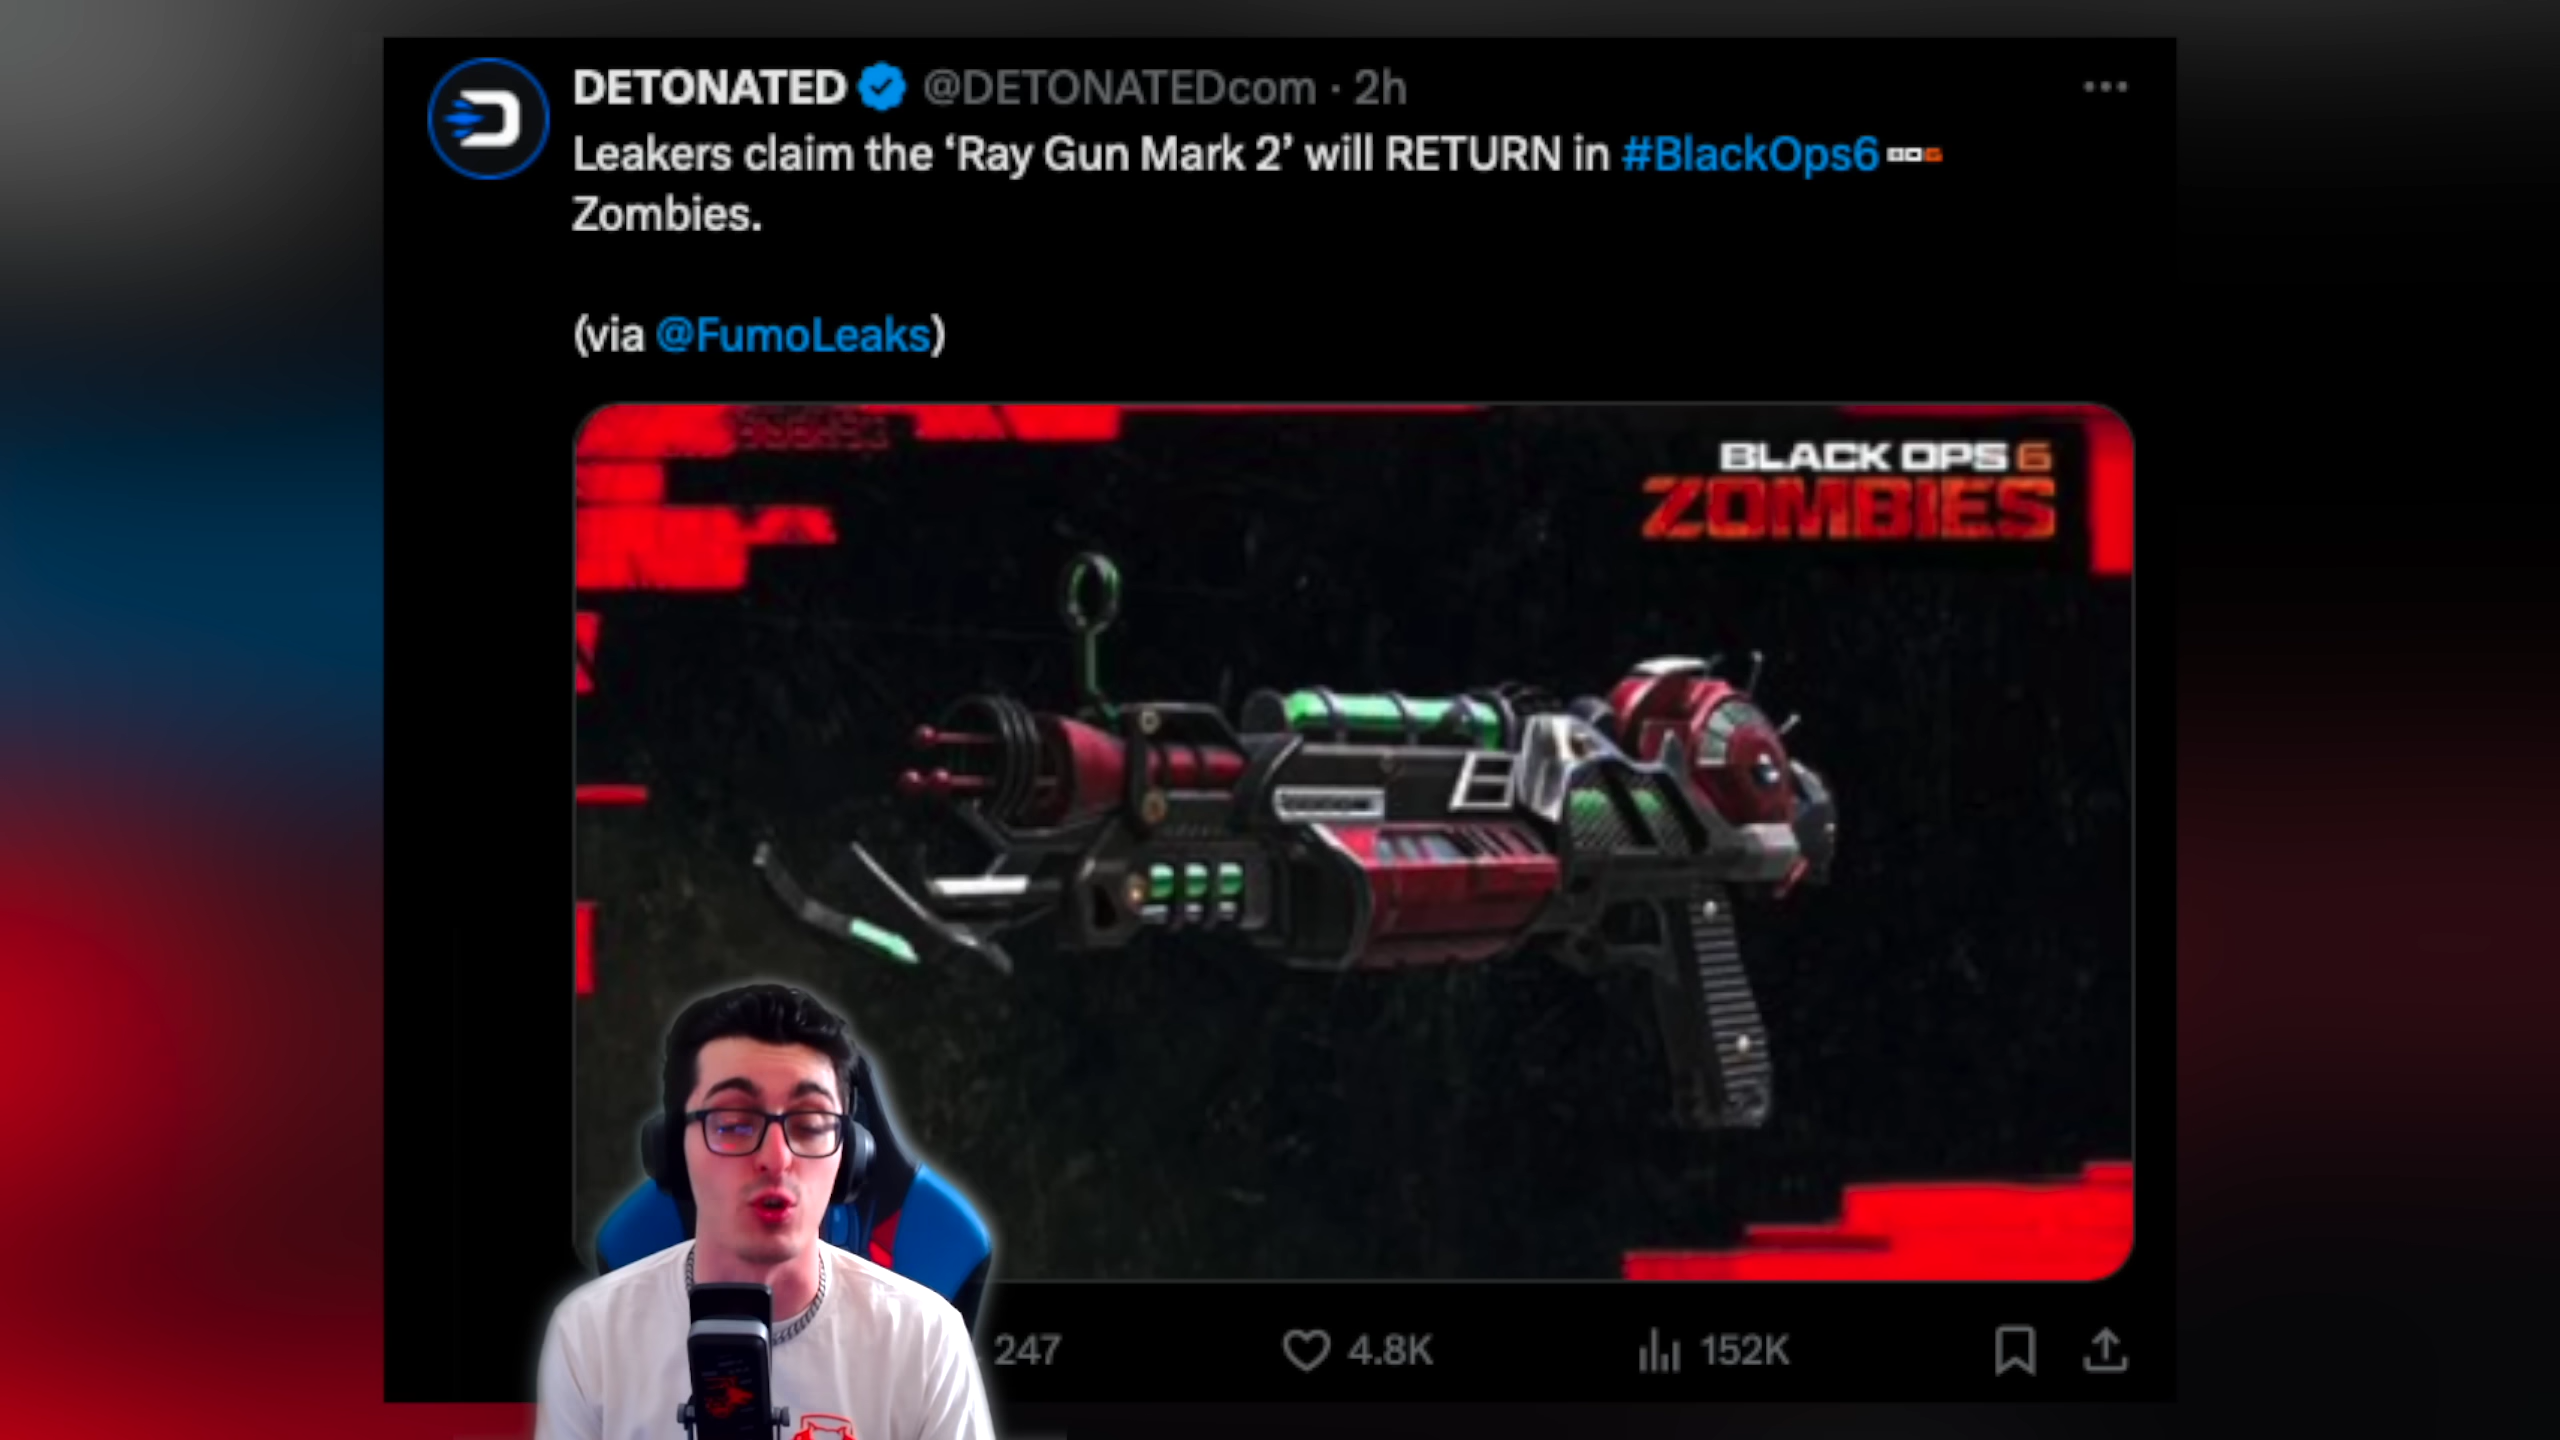 DETONATED @DETONATEDcom · 2h
Leakers claim the ‘Ray Gun Mark 2’ will RETURN in #BlackOps6
Zombies.
(via @FumoLeaks)
BLACK OPS 6
ZOMBIES
247 4.8K 152K